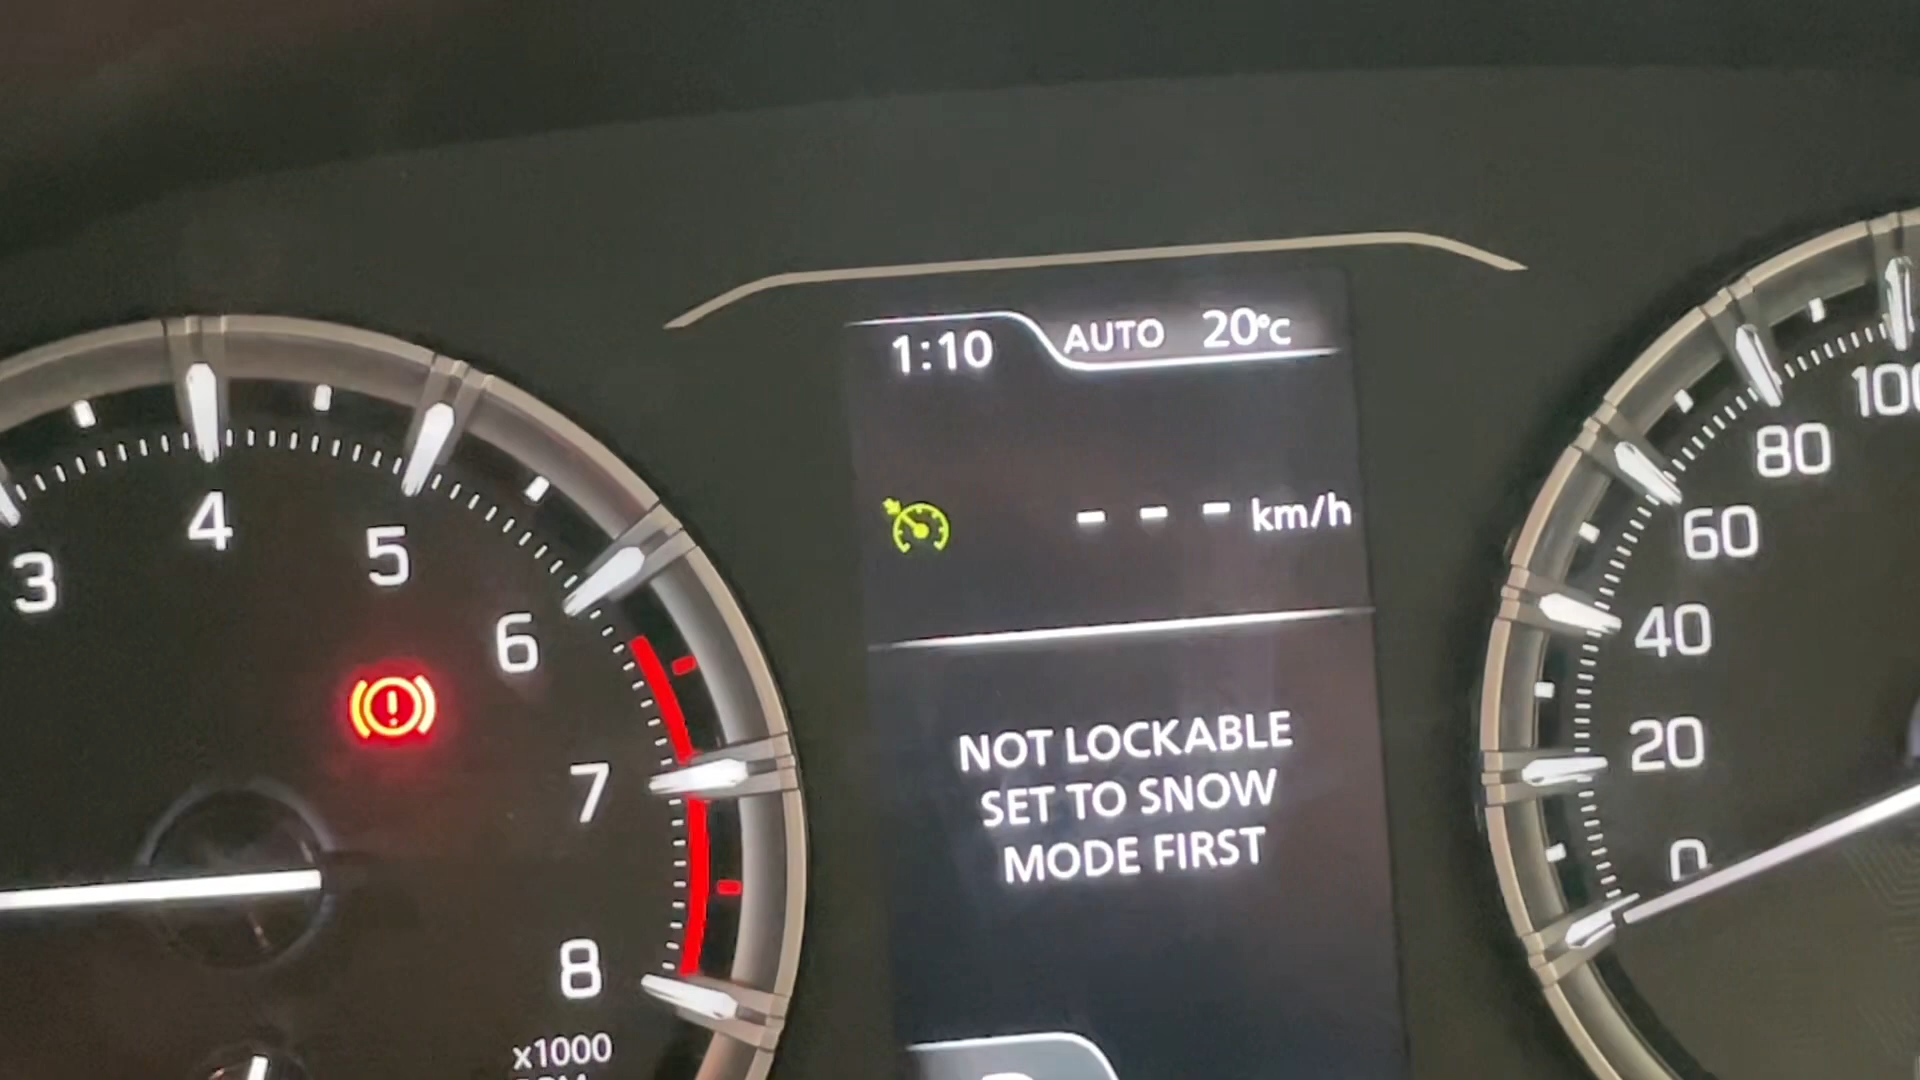 1:10 AUTO 20°C
- - - km/h
NOT LOCKABLE
SET TO SNOW
MODE FIRST
3
4
5
6
7
8
x1000
100
80
60
40
20
0